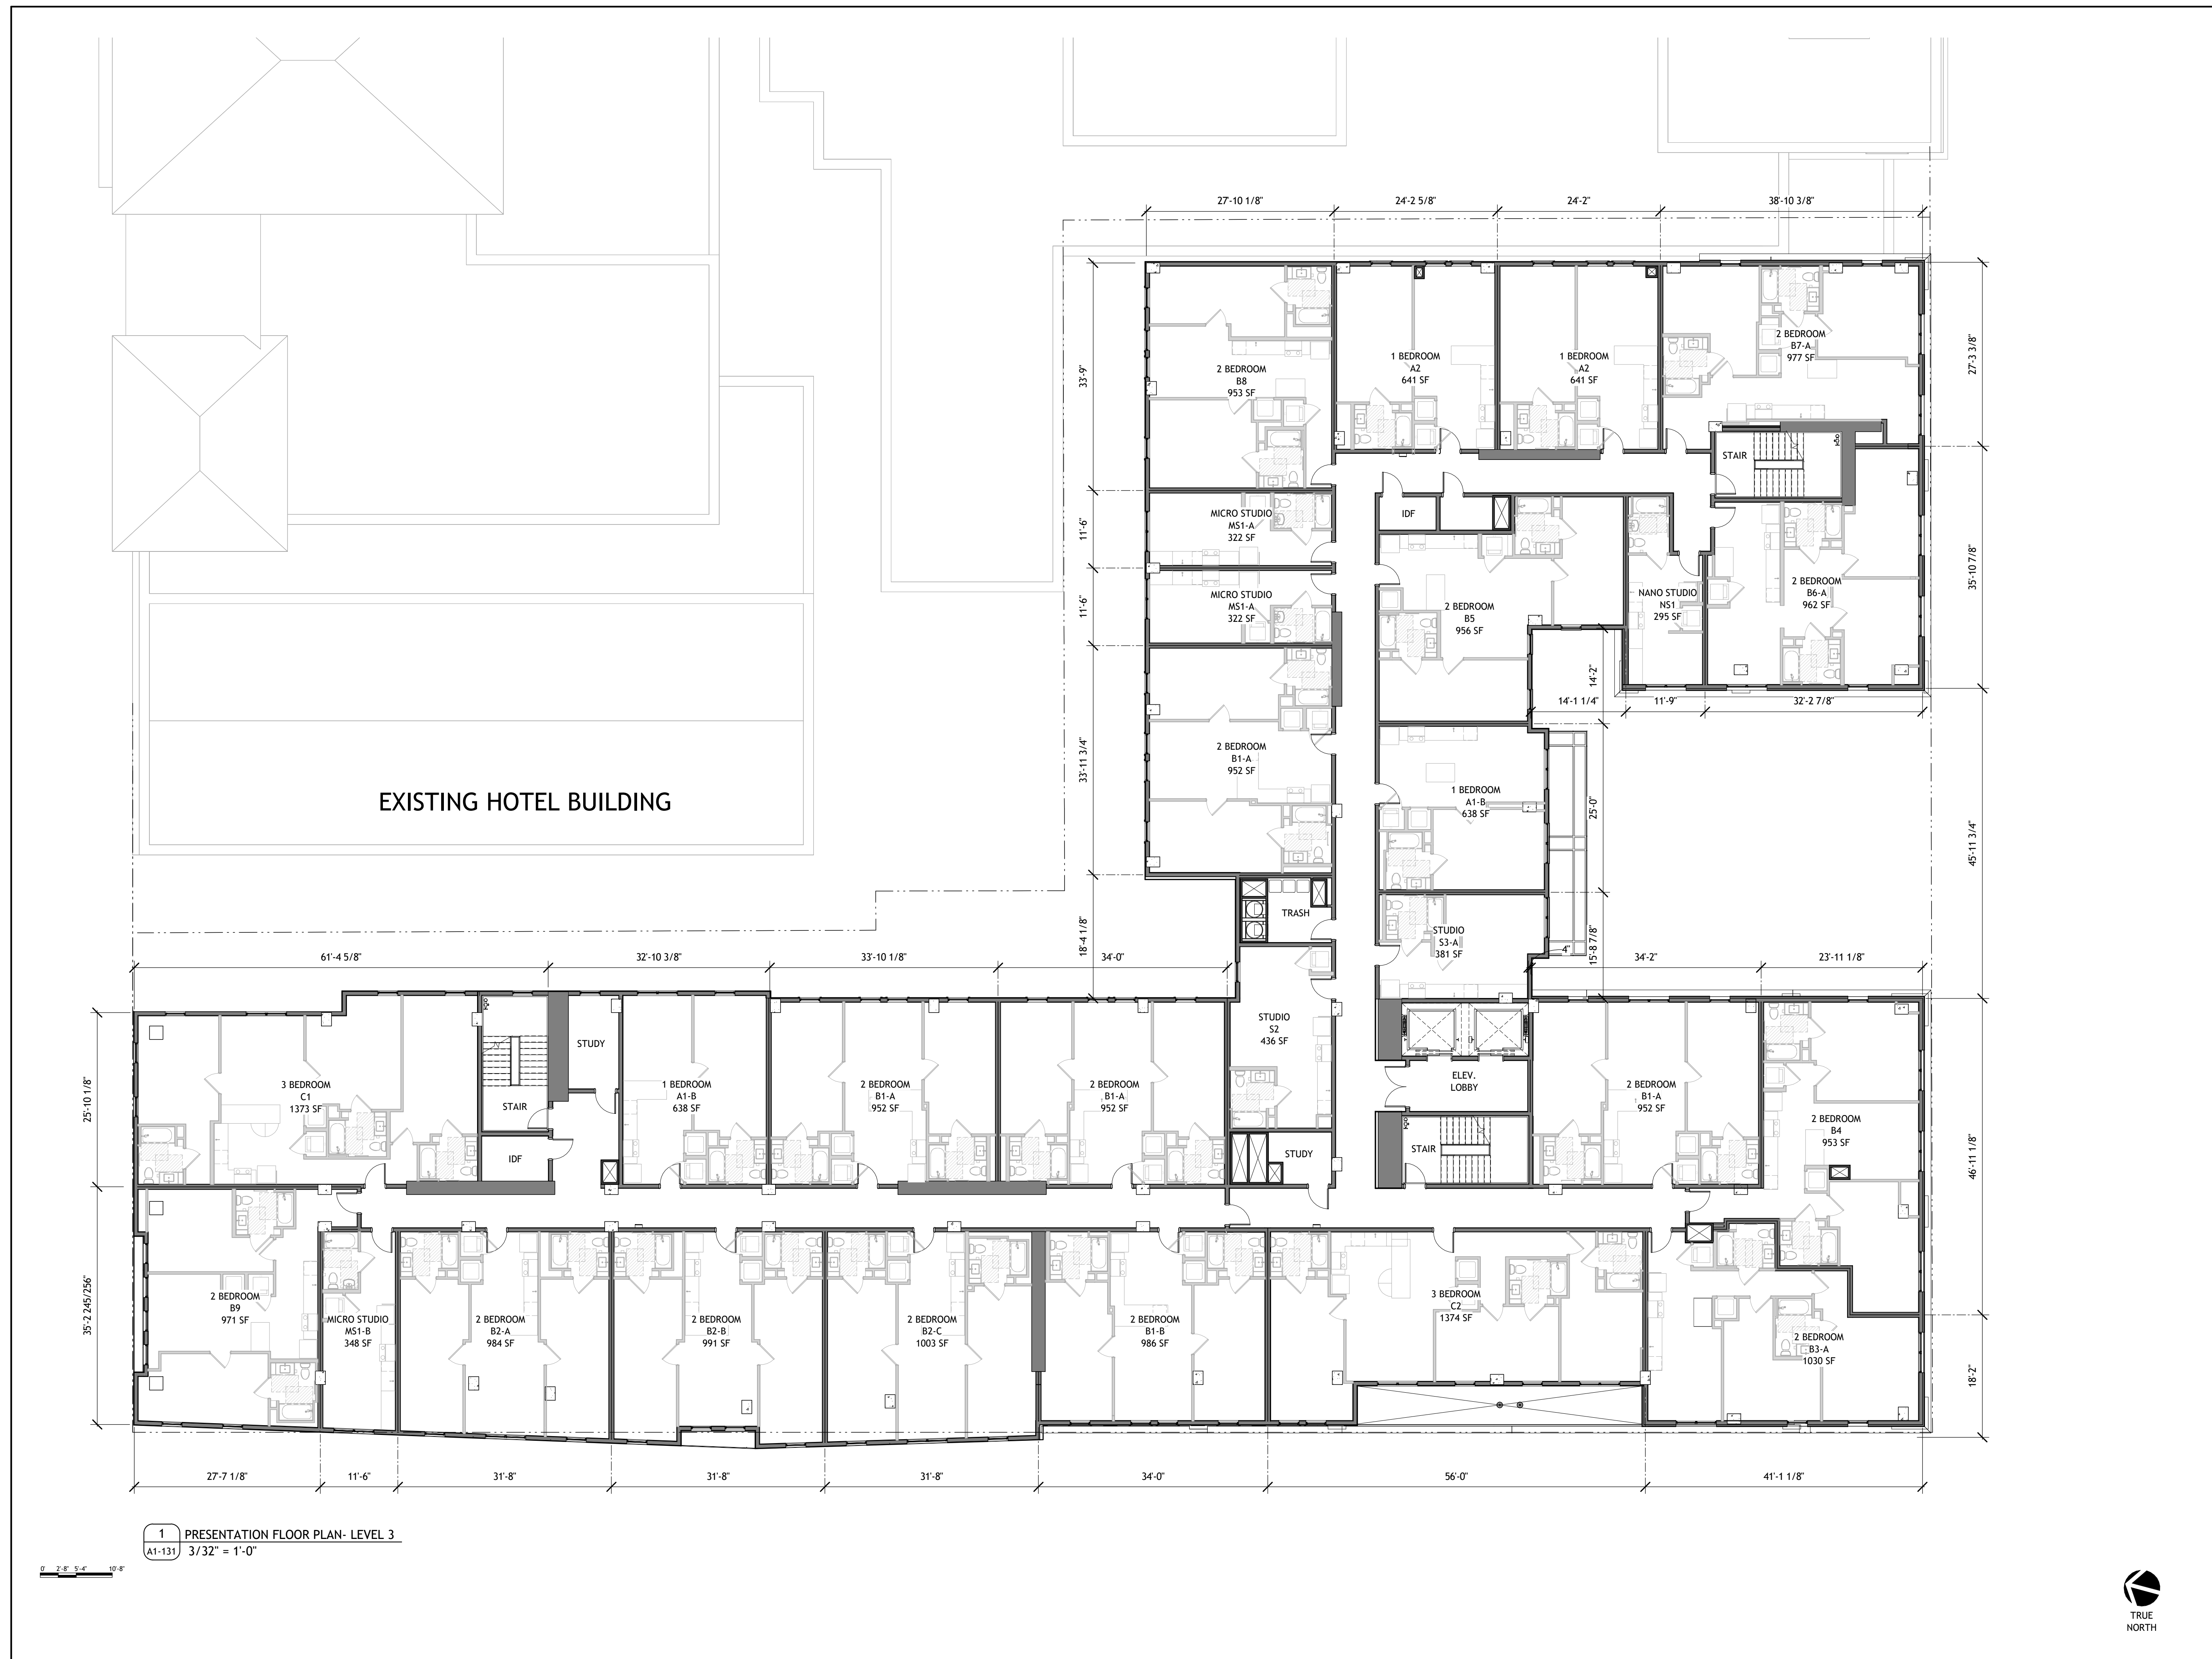 27'-10 1/8"
24'-2 5/8"
24'-2"
38'-10 3/8"
33'-9"
11'-6"
11'-6"
33'-11 3/4"
18'-4 1/8"
27'-3 3/8"
35'-10 7/8"
45'-11 3/4"
46'-11 1/8"
18'-2"
2 BEDROOM
B8
953 SF
1 BEDROOM
A2
641 SF
1 BEDROOM
A2
641 SF
2 BEDROOM
B7-A
977 SF
STAIR
MICRO STUDIO
MS1-A
322 SF
IDF
MICRO STUDIO
MS1-A
322 SF
2 BEDROOM
B5
956 SF
NANO STUDIO
NS1
295 SF
2 BEDROOM
B6-A
962 SF
14'-2"
14'-1 1/4"
11'-9"
32'-2 7/8"
2 BEDROOM
B1-A
952 SF
1 BEDROOM
A1-B
638 SF
25'-0"
EXISTING HOTEL BUILDING
TRASH
STUDIO
S3-A
381 SF
4"
15'-8 7/8"
61'-4 5/8"
32'-10 3/8"
33'-10 1/8"
34'-0"
34'-2"
23'-11 1/8"
25'-10 1/8"
35'-2 245/256"
3 BEDROOM
C1
1373 SF
STAIR
STUDY
IDF
1 BEDROOM
A1-B
638 SF
2 BEDROOM
B1-A
952 SF
2 BEDROOM
B1-A
952 SF
STUDIO
S2
436 SF
STUDY
ELEV.
LOBBY
STAIR
2 BEDROOM
B1-A
952 SF
2 BEDROOM
B4
953 SF
2 BEDROOM
B9
971 SF
MICRO STUDIO
MS1-B
348 SF
2 BEDROOM
B2-A
984 SF
2 BEDROOM
B2-B
991 SF
2 BEDROOM
B2-C
1003 SF
2 BEDROOM
B1-B
986 SF
3 BEDROOM
C2
1374 SF
2 BEDROOM
B3-A
1030 SF
27'-7 1/8"
11'-6"
31'-8"
31'-8"
31'-8"
34'-0"
56'-0"
41'-1 1/8"
1
A1-131
PRESENTATION FLOOR PLAN- LEVEL 3
3/32" = 1'-0"
0' 2'-8" 5'-4" 10'-8"
TRUE
NORTH